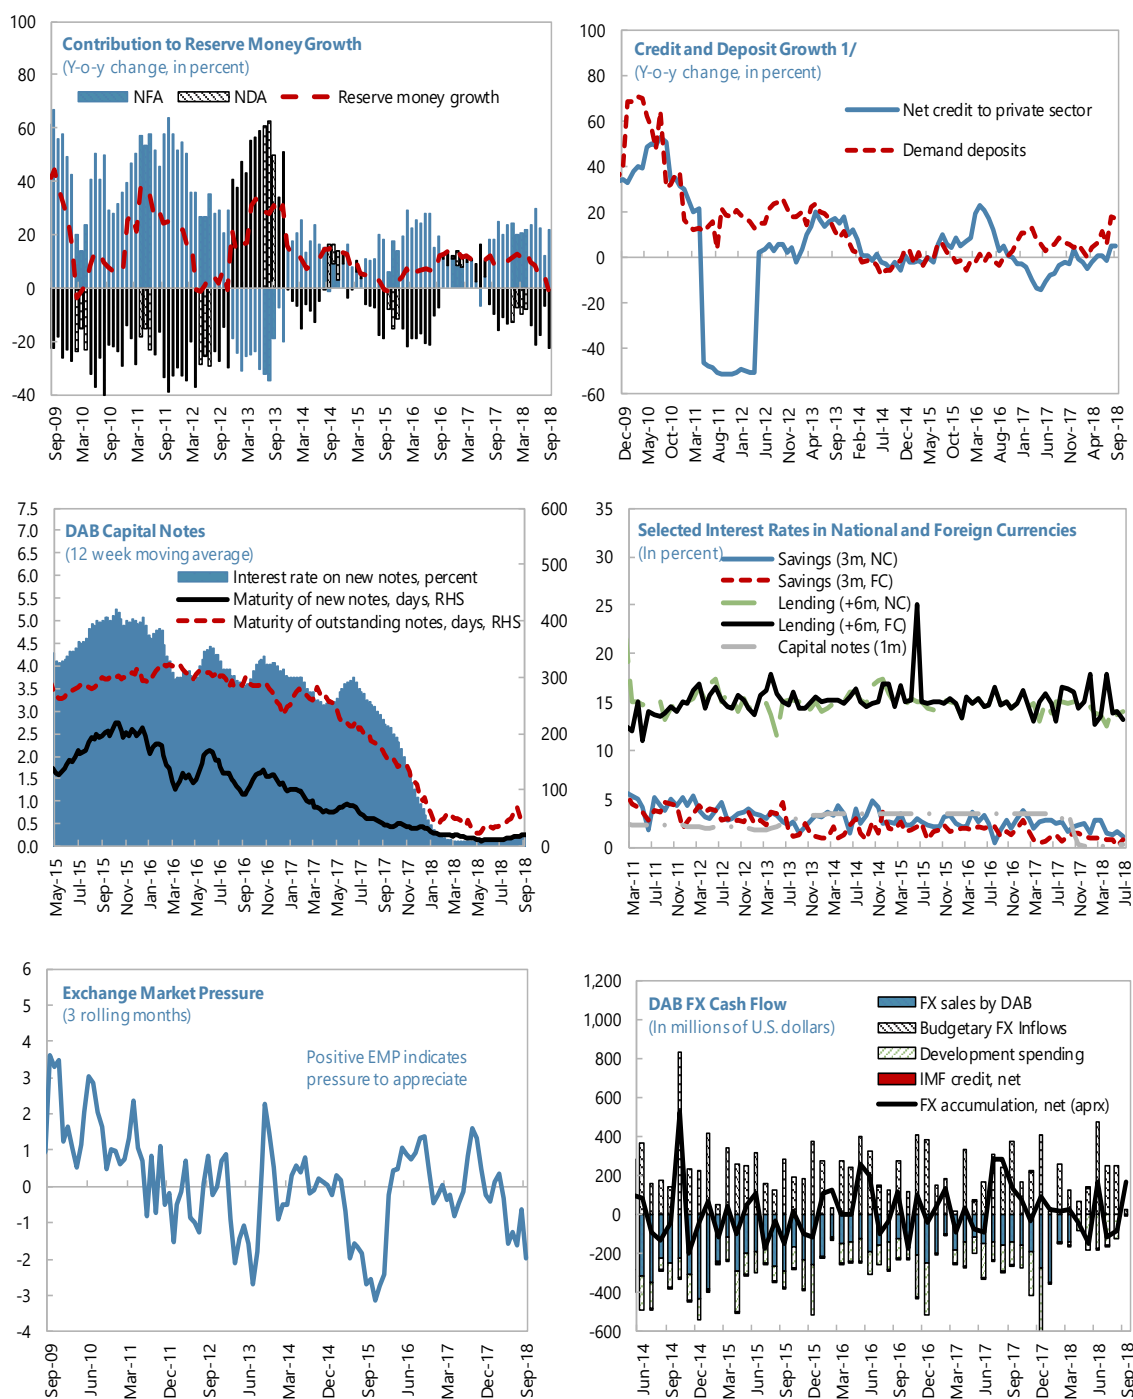 Contribution to Reserve Money Growth
(Y-o-y change, in percent)
NFA NDA Reserve money growth
100
80
60
40
20
0
-20
-40
Sep-09 Mar-10 Sep-10 Mar-11 Sep-11 Mar-12 Sep-12 Mar-13 Sep-13 Mar-14 Sep-14 Mar-15 Sep-15 Mar-16 Sep-16 Mar-17 Sep-17 Mar-18 Sep-18
Credit and Deposit Growth 1/
(Y-o-y change, in percent)
Net credit to private sector
Demand deposits
100
80
60
40
20
0
-20
-40
-60
Dec-09 May-10 Oct-10 Mar-11 Aug-11 Jan-12 Jun-12 Nov-12 Apr-13 Sep-13 Feb-14 Jul-14 Dec-14 May-15 Oct-15 Mar-16 Aug-16 Jan-17 Jun-17 Nov-17 Apr-18 Sep-18
DAB Capital Notes
(12 week moving average)
Interest rate on new notes, percent
Maturity of new notes, days, RHS
Maturity of outstanding notes, days, RHS
7.5
7.0
6.5
6.0
5.5
5.0
4.5
4.0
3.5
3.0
2.5
2.0
1.5
1.0
0.5
0.0
600
500
400
300
200
100
0
May-15 Jul-15 Sep-15 Nov-15 Jan-16 Mar-16 May-16 Jul-16 Sep-16 Nov-16 Jan-17 Mar-17 May-17 Jul-17 Sep-17 Nov-17 Jan-18 Mar-18 May-18 Jul-18 Sep-18
Selected Interest Rates in National and Foreign Currencies
(In percent)
Savings (3m, NC)
Savings (3m, FC)
Lending (+6m, NC)
Lending (+6m, FC)
Capital notes (1m)
35
30
25
20
15
10
5
0
Mar-11 Jul-11 Nov-11 Mar-12 Jul-12 Nov-12 Mar-13 Jul-13 Nov-13 Mar-14 Jul-14 Nov-14 Mar-15 Jul-15 Nov-15 Mar-16 Jul-16 Nov-16 Mar-17 Jul-17 Nov-17 Mar-18 Jul-18
Exchange Market Pressure
(3 rolling months)
Positive EMP indicates
pressure to appreciate
6
5
4
3
2
1
0
-1
-2
-3
-4
Sep-09 Jun-10 Mar-11 Dec-11 Sep-12 Jun-13 Mar-14 Dec-14 Sep-15 Jun-16 Mar-17 Dec-17 Sep-18
DAB FX Cash Flow
(In millions of U.S. dollars)
FX sales by DAB
Budgetary FX Inflows
Development spending
IMF credit, net
FX accumulation, net (aprx)
1,200
1,000
800
600
400
200
0
-200
-400
-600
Jun-14 Sep-14 Dec-14 Mar-15 Jun-15 Sep-15 Dec-15 Mar-16 Jun-16 Sep-16 Dec-16 Mar-17 Jun-17 Sep-17 Dec-17 Mar-18 Jun-18 Sep-18